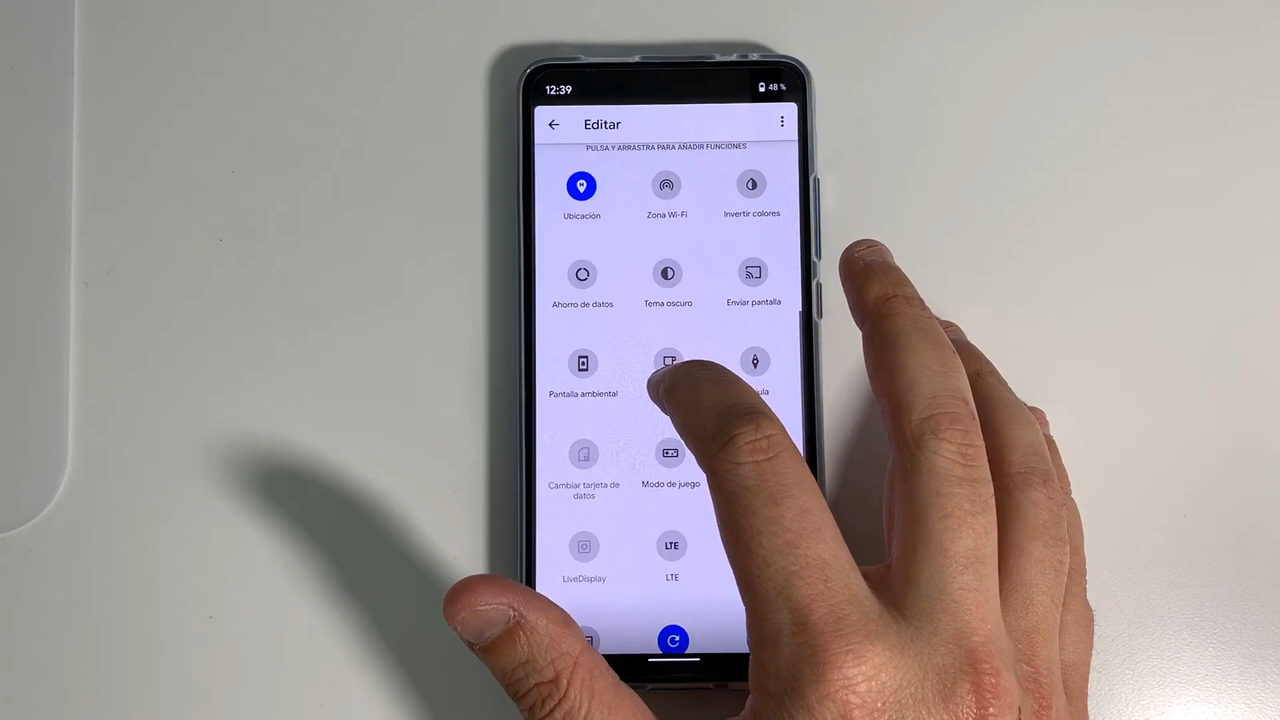 12:39
48 %
Editar
PULSA Y ARRASTRA PARA AÑADIR FUNCIONES
Ubicación
Zona Wi-Fi
Invertir colores
Ahorro de datos
Tema oscuro
Enviar pantalla
Pantalla ambiental
Cambiar tarjeta de
datos
Modo de juego
LiveDisplay
LTE
LTE